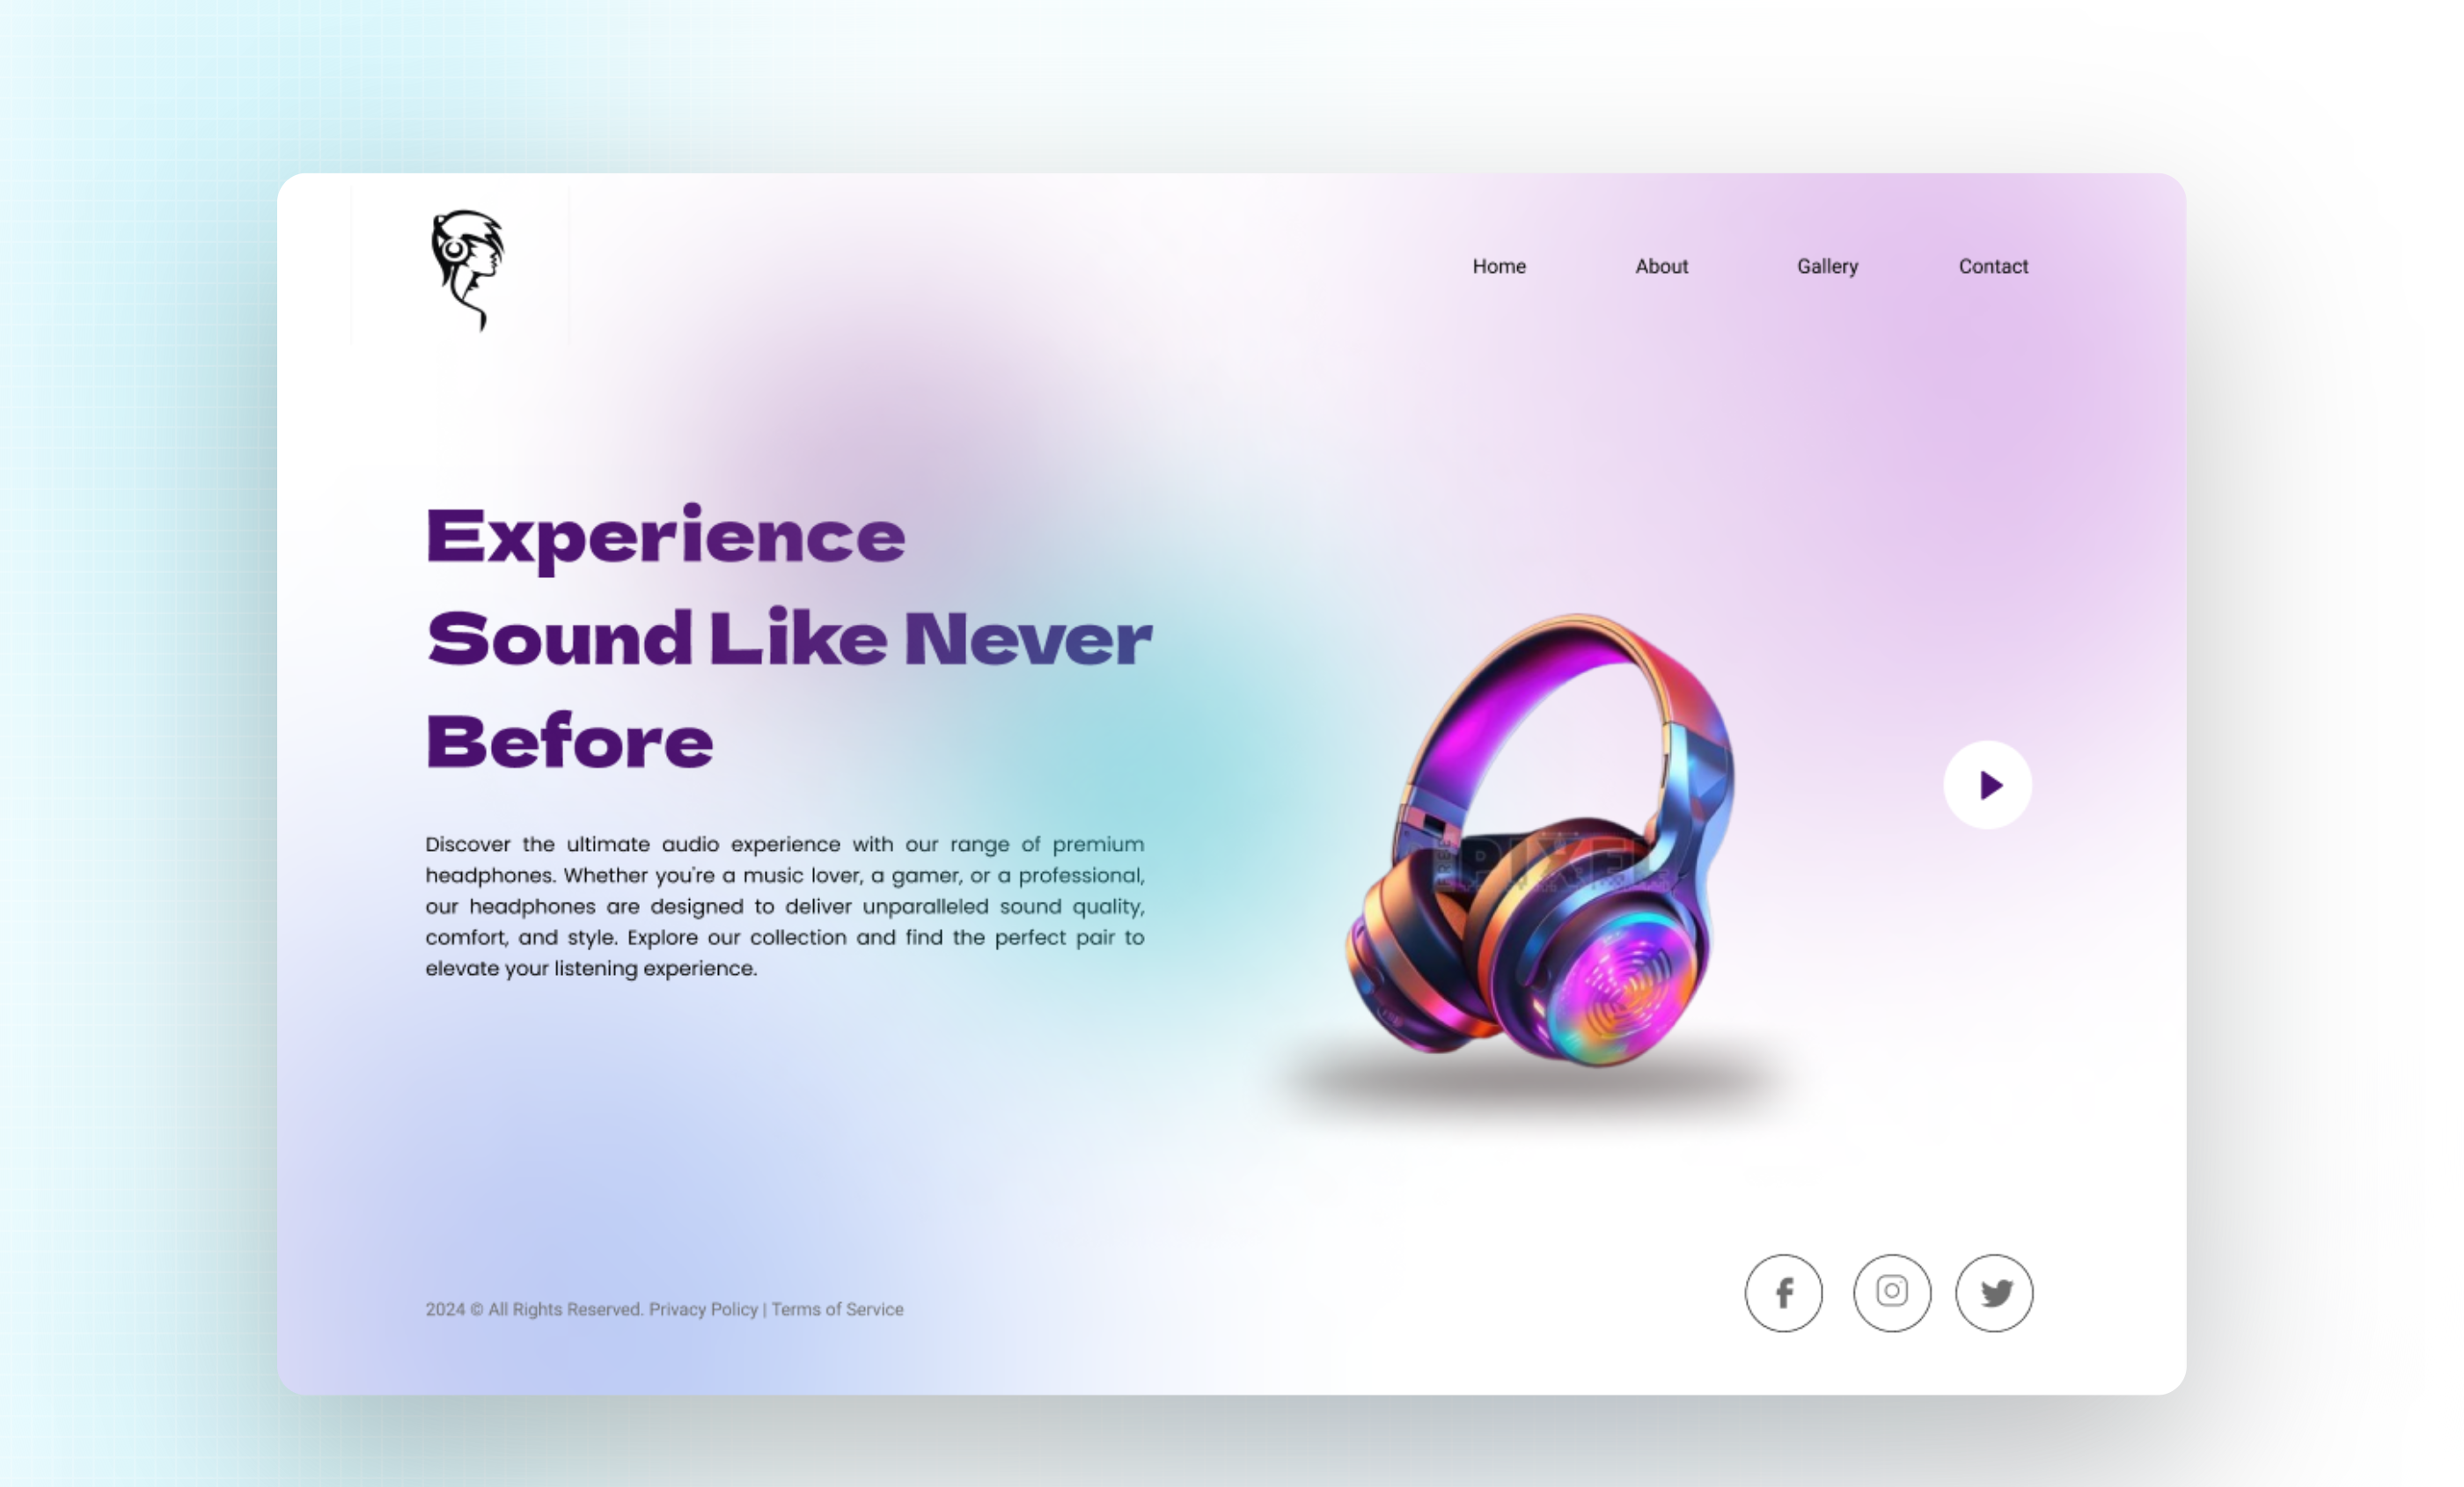 Home
About
Gallery
Contact
Experience
Sound Like Never
Before
Discover the ultimate audio experience with our range of premium
headphones. Whether you're a music lover, a gamer, or a professional,
our headphones are designed to deliver unparalleled sound quality,
comfort, and style. Explore our collection and find the perfect pair to
elevate your listening experience.
PIXEL
2024 © All Rights Reserved. Privacy Policy | Terms of Service